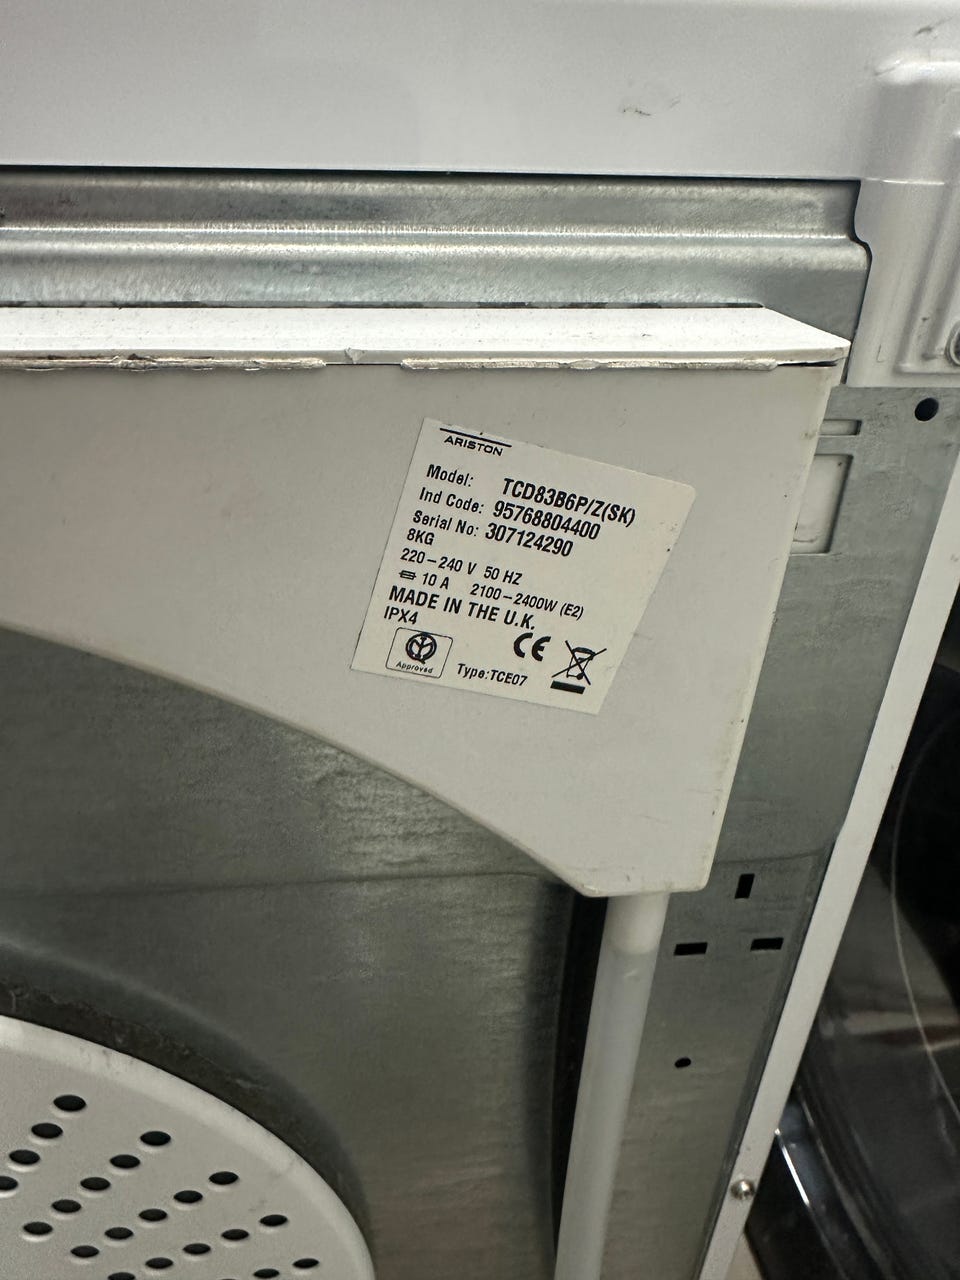 ARISTON
Model: TCD83B6P/Z(SK)
Ind Code: 95768804400
Serial No: 307124290
8KG
220-240 V 50 HZ
10 A 2100-2400W (E2)
MADE IN THE U.K.
IPX4
CE
Approved
Type:TCE07